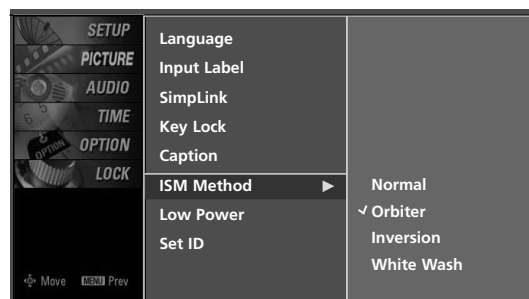 SETUP
PICTURE
AUDIO
TIME
OPTION
LOCK
Move MENU Prev
Language
Input Label
SimpLink
Key Lock
Caption
ISM Method
Low Power
Set ID
Normal
Orbiter
Inversion
White Wash